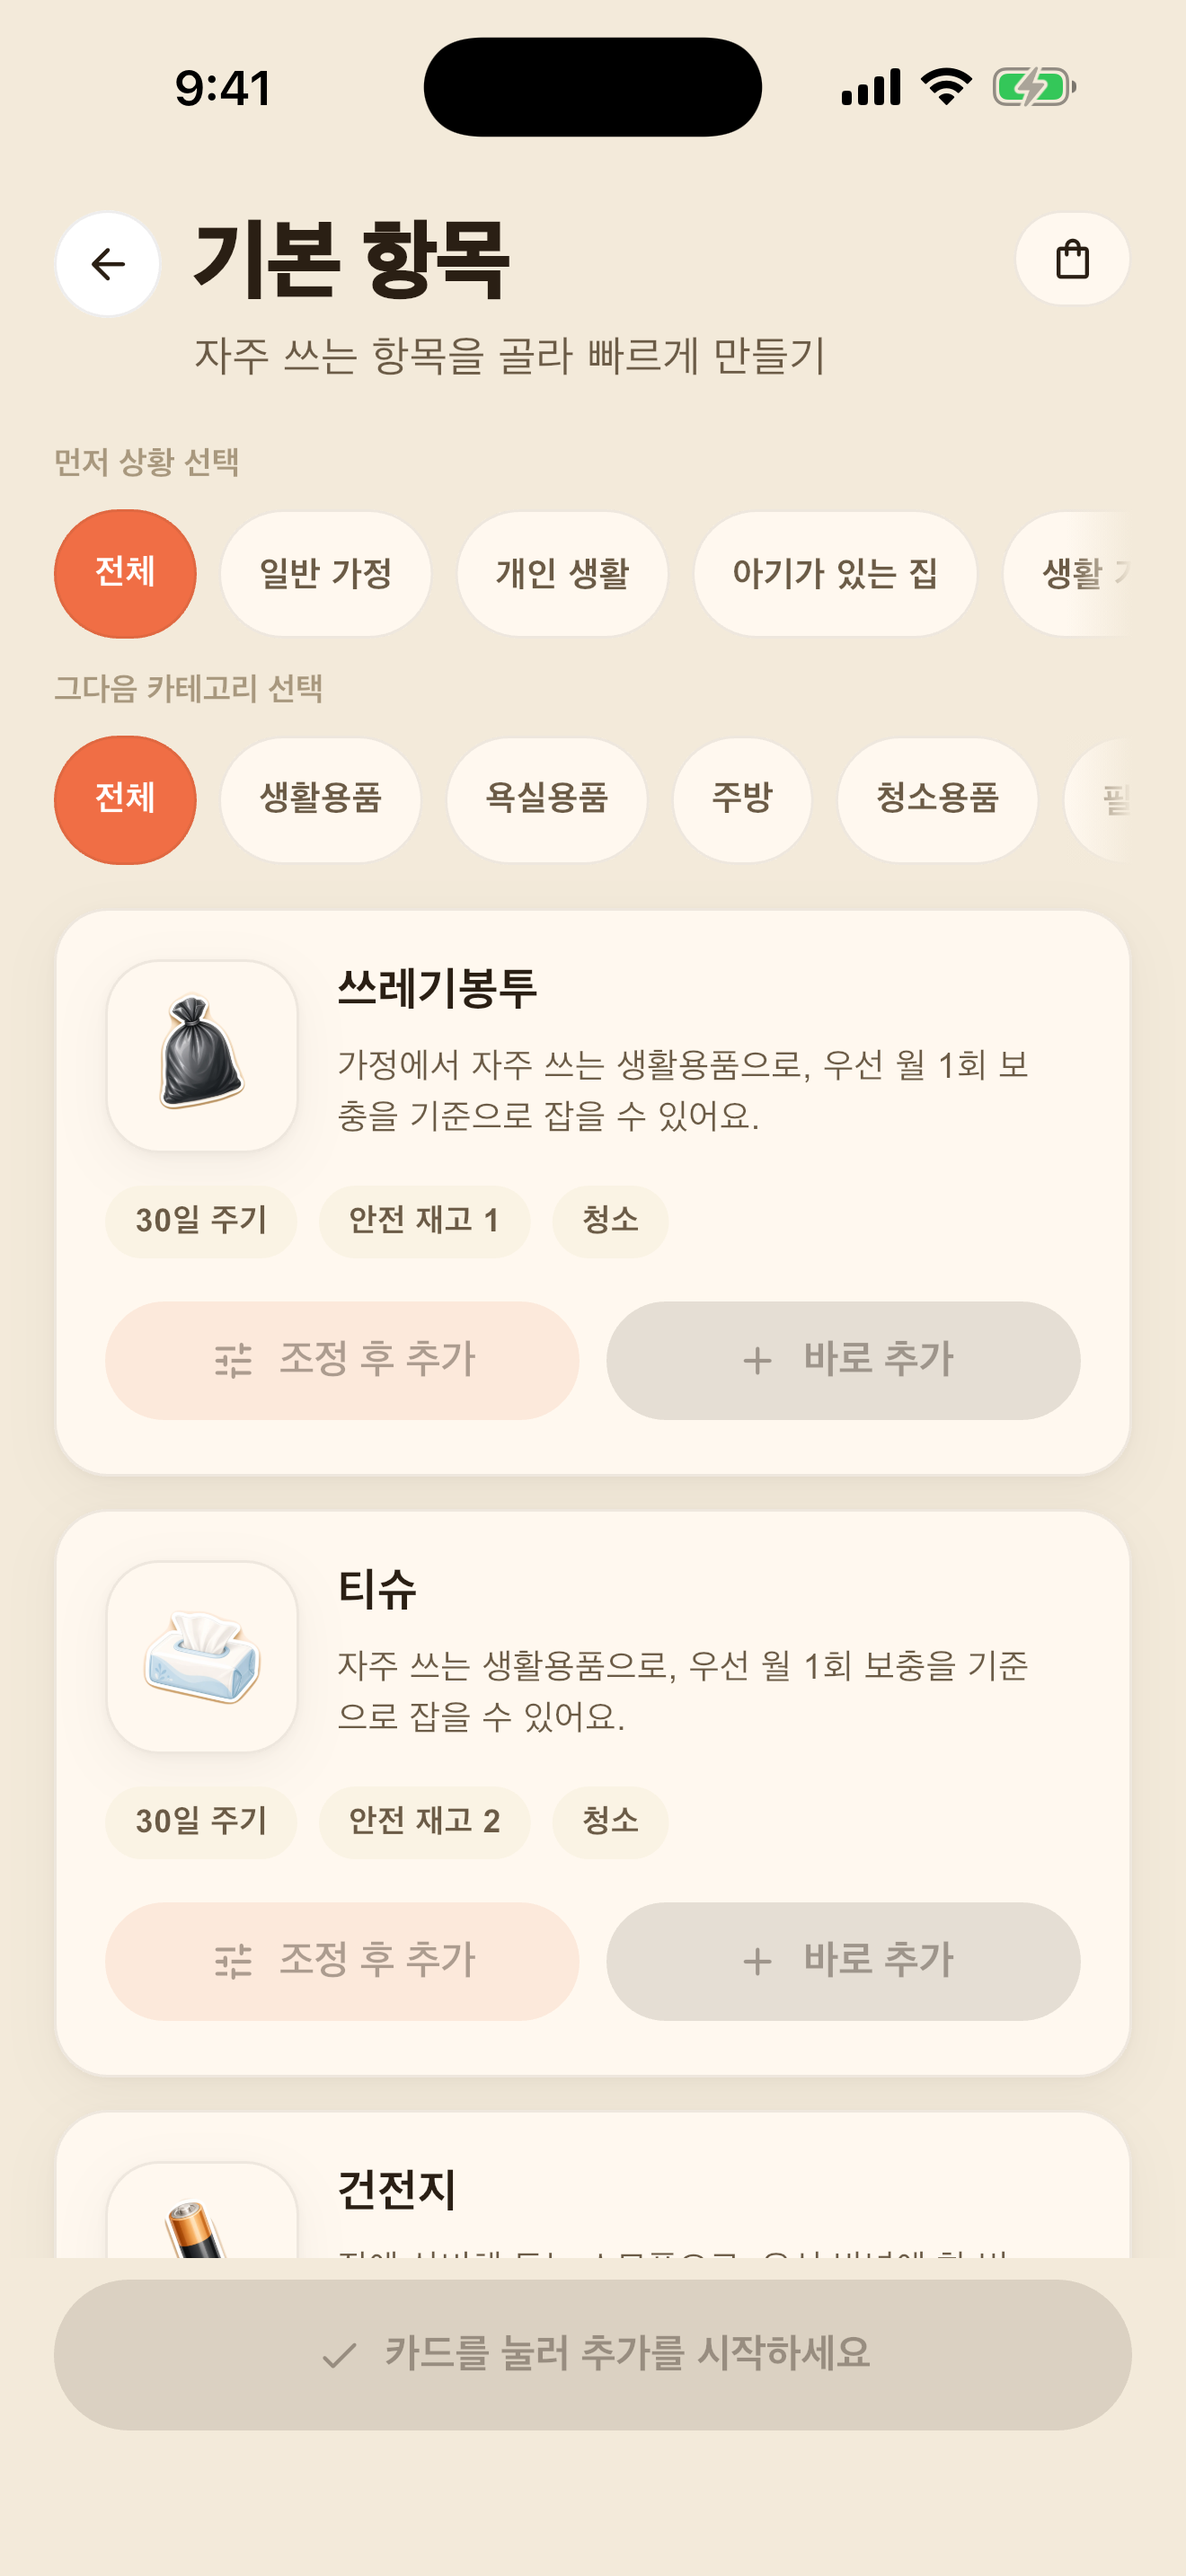 9:41
기본 항목
자주 쓰는 항목을 골라 빠르게 만들기
먼저 상황 선택
전체
일반 가정
개인 생활
아기가 있는 집
생활
그다음 카테고리 선택
전체
생활용품
욕실용품
주방
청소용품
쓰레기봉투
가정에서 자주 쓰는 생활용품으로, 우선 월 1회 보
충을 기준으로 잡을 수 있어요.
30일 주기
안전 재고 1
청소
조정 후 추가
바로 추가
티슈
자주 쓰는 생활용품으로, 우선 월 1회 보충을 기준
으로 잡을 수 있어요.
30일 주기
안전 재고 2
청소
조정 후 추가
바로 추가
건전지
카드를 눌러 추가를 시작하세요